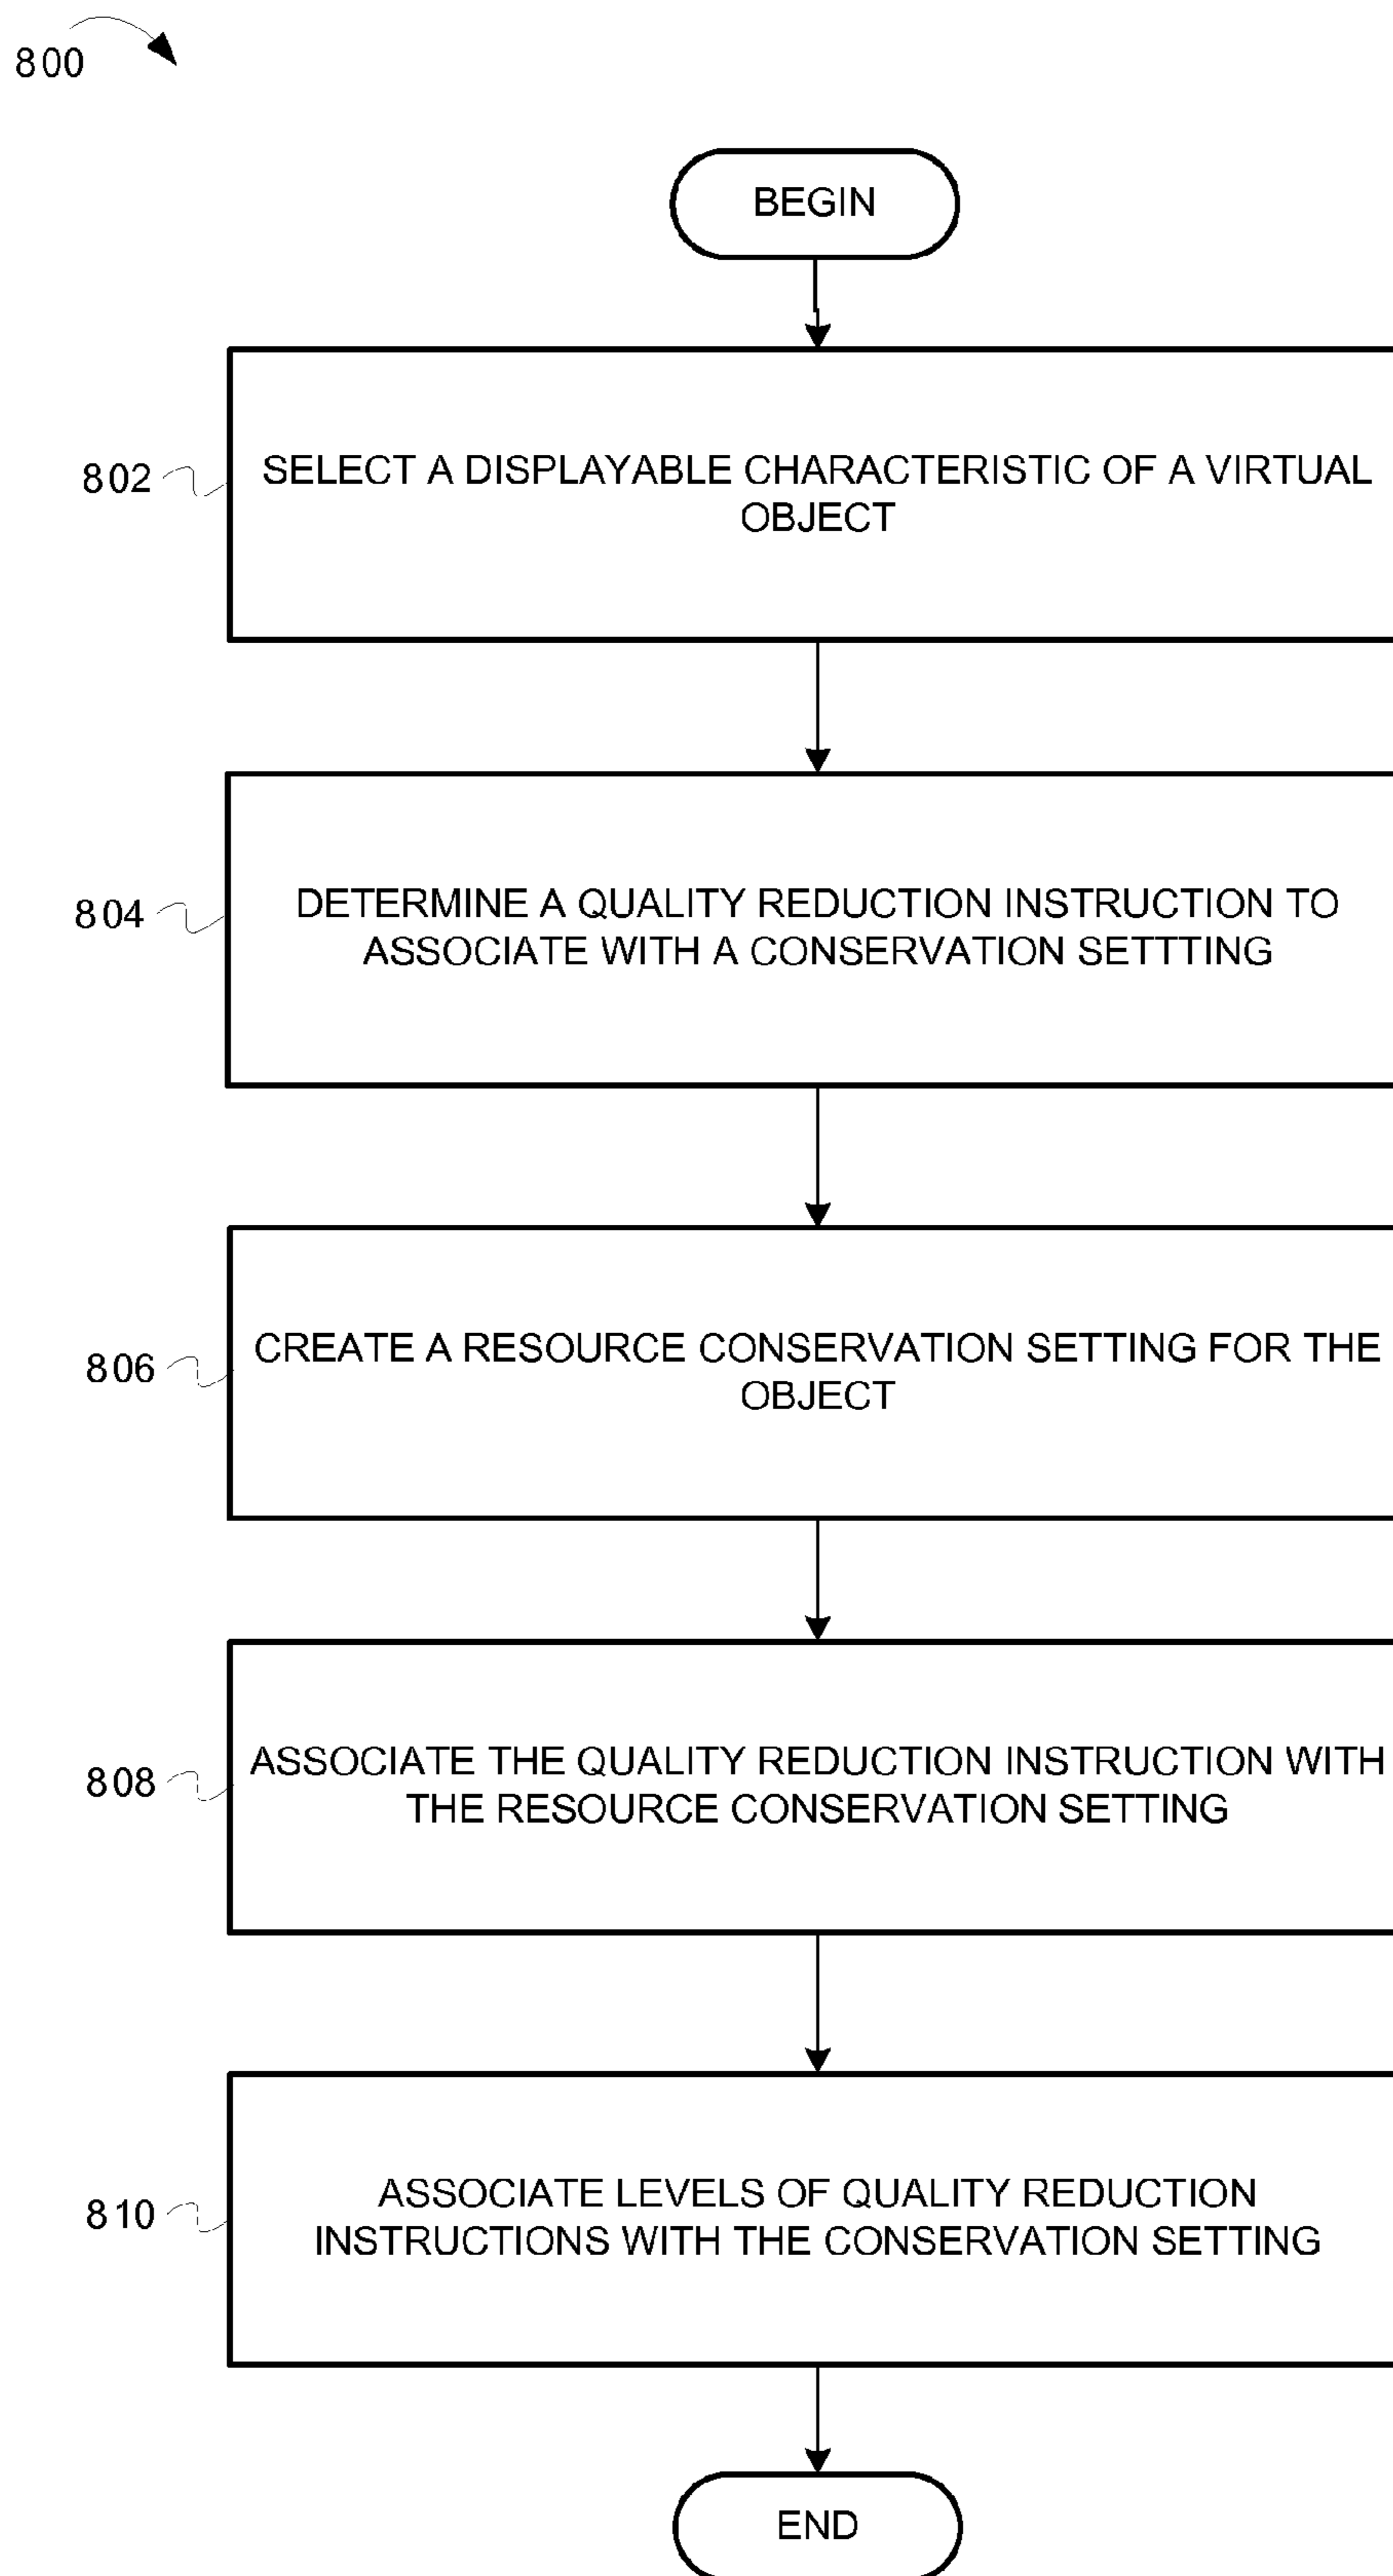 800
BEGIN
802
SELECT A DISPLAYABLE CHARACTERISTIC OF A VIRTUAL
OBJECT
804
DETERMINE A QUALITY REDUCTION INSTRUCTION TO
ASSOCIATE WITH A CONSERVATION SETTTING
806
CREATE A RESOURCE CONSERVATION SETTING FOR THE
OBJECT
808
ASSOCIATE THE QUALITY REDUCTION INSTRUCTION WITH
THE RESOURCE CONSERVATION SETTING
810
ASSOCIATE LEVELS OF QUALITY REDUCTION
INSTRUCTIONS WITH THE CONSERVATION SETTING
END